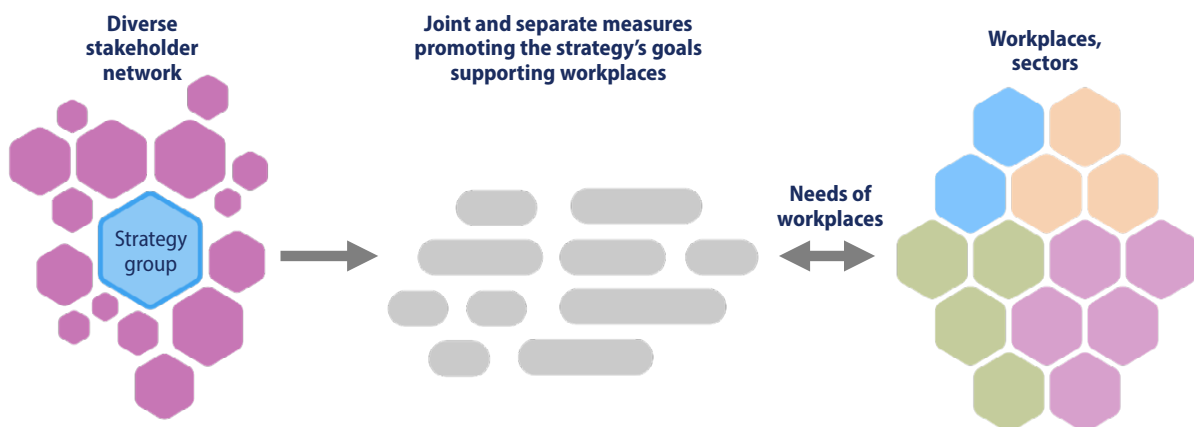 Diverse
stakeholder
network
Joint and separate measures
promoting the strategy's goals
supporting workplaces
Workplaces,
sectors
Strategy
group
Needs of
workplaces